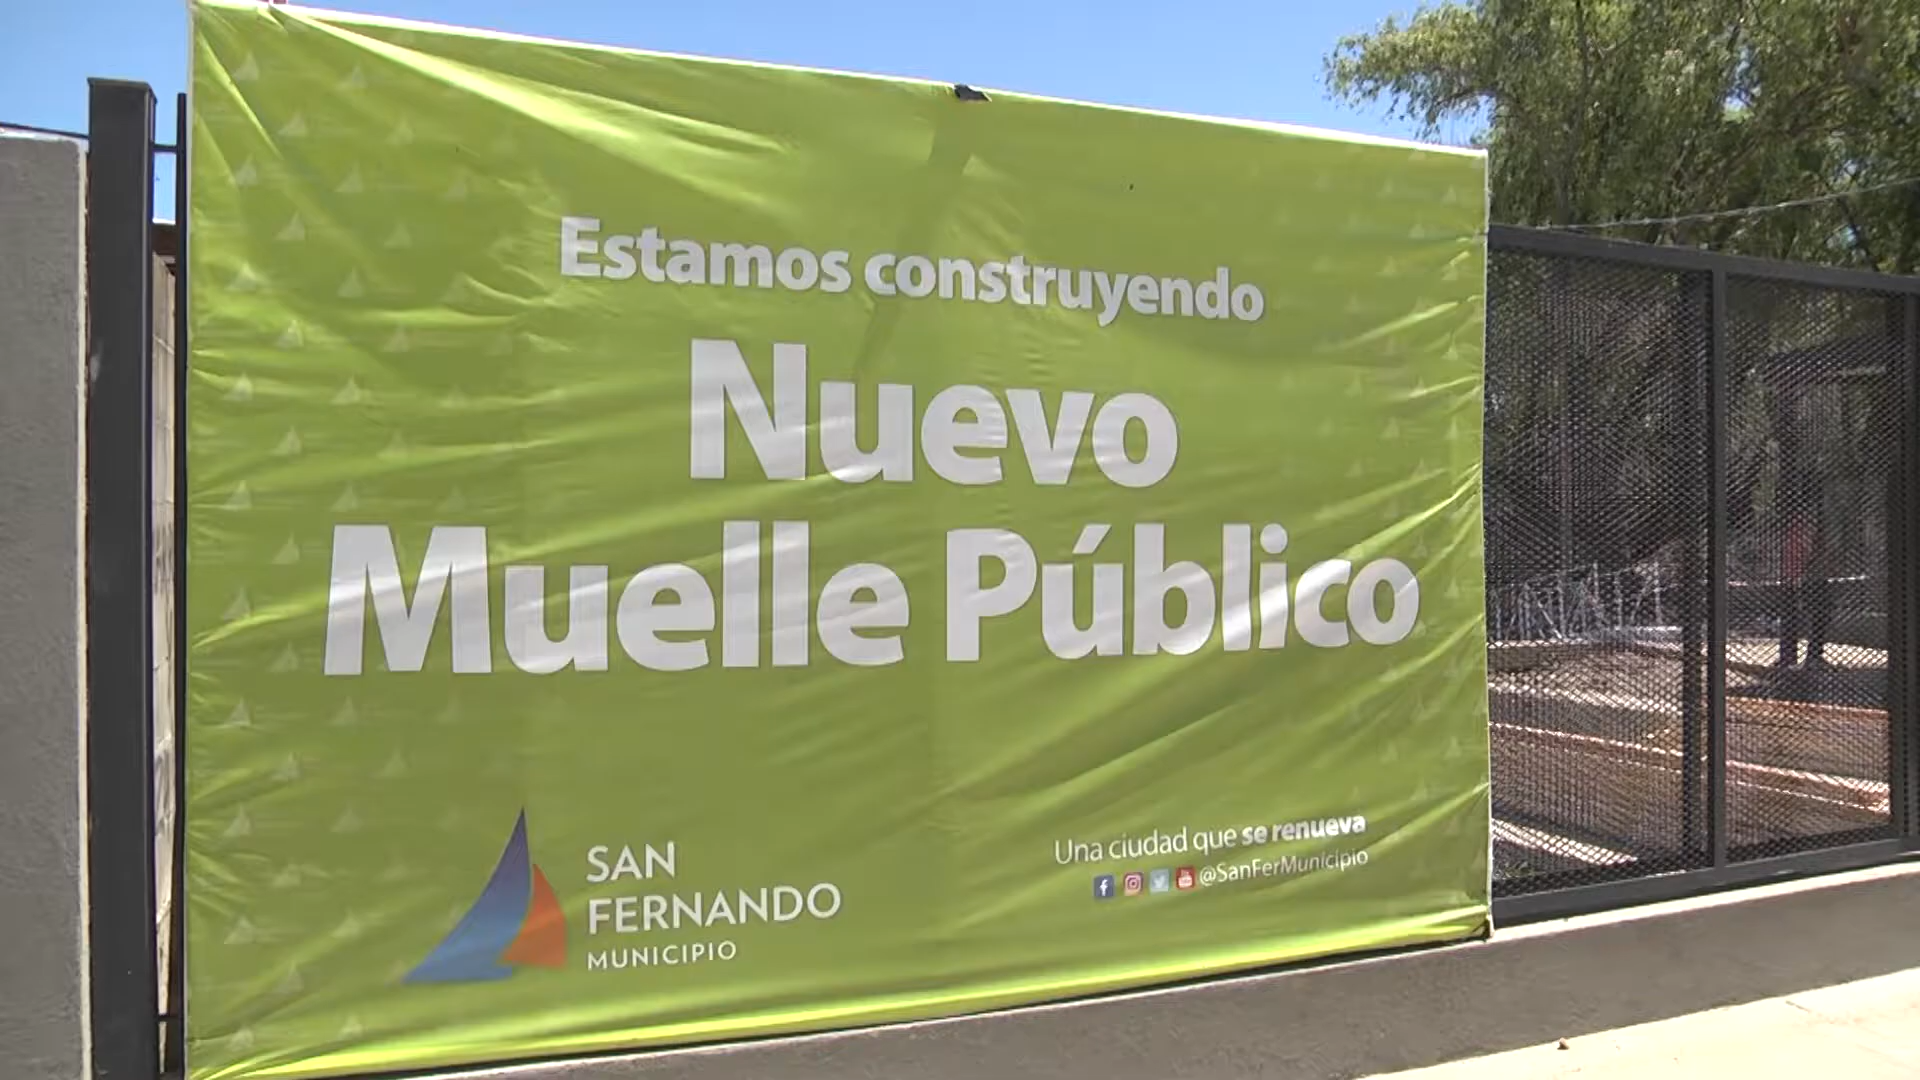 Estamos construyendo
Nuevo
Muelle Público
SAN
FERNANDO
MUNICIPIO
Una ciudad que se renueva
@SanFerMunicipio